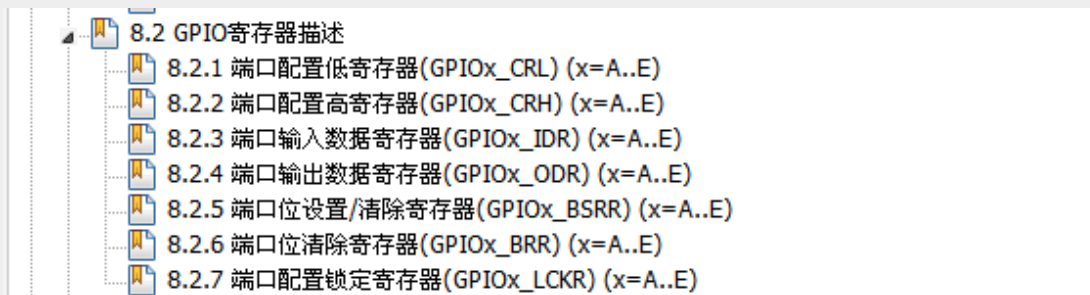 8.2 GPIO寄存器描述
8.2.1 端口配置低寄存器(GPIOx_CRL) (x=A..E)
8.2.2 端口配置高寄存器(GPIOx_CRH) (x=A..E)
8.2.3 端口输入数据寄存器(GPIOx_IDR) (x=A..E)
8.2.4 端口输出数据寄存器(GPIOx_ODR) (x=A..E)
8.2.5 端口位设置/清除寄存器(GPIOx_BSRR) (x=A..E)
8.2.6 端口位清除寄存器(GPIOx_BRR) (x=A..E)
8.2.7 端口配置锁定寄存器(GPIOx_LCKR) (x=A..E)